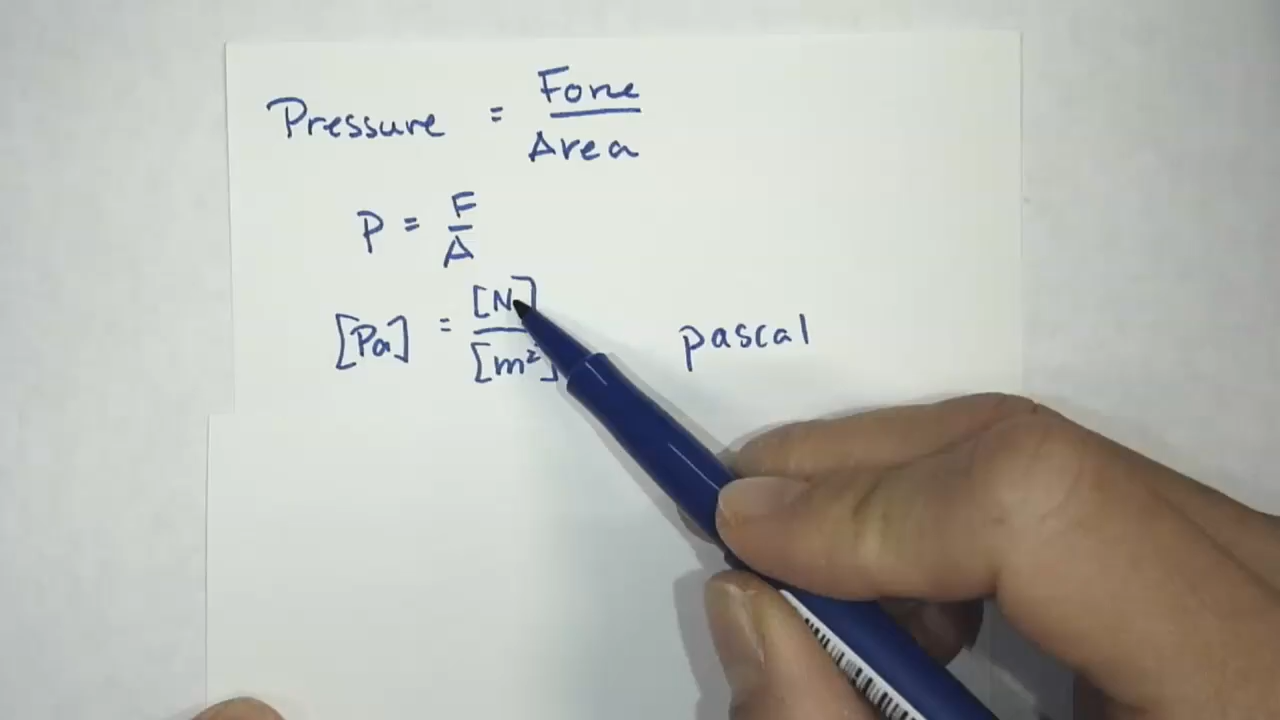 Pressure = Force / Area
P = F / A
[Pa] = [N] / [m²] pascal